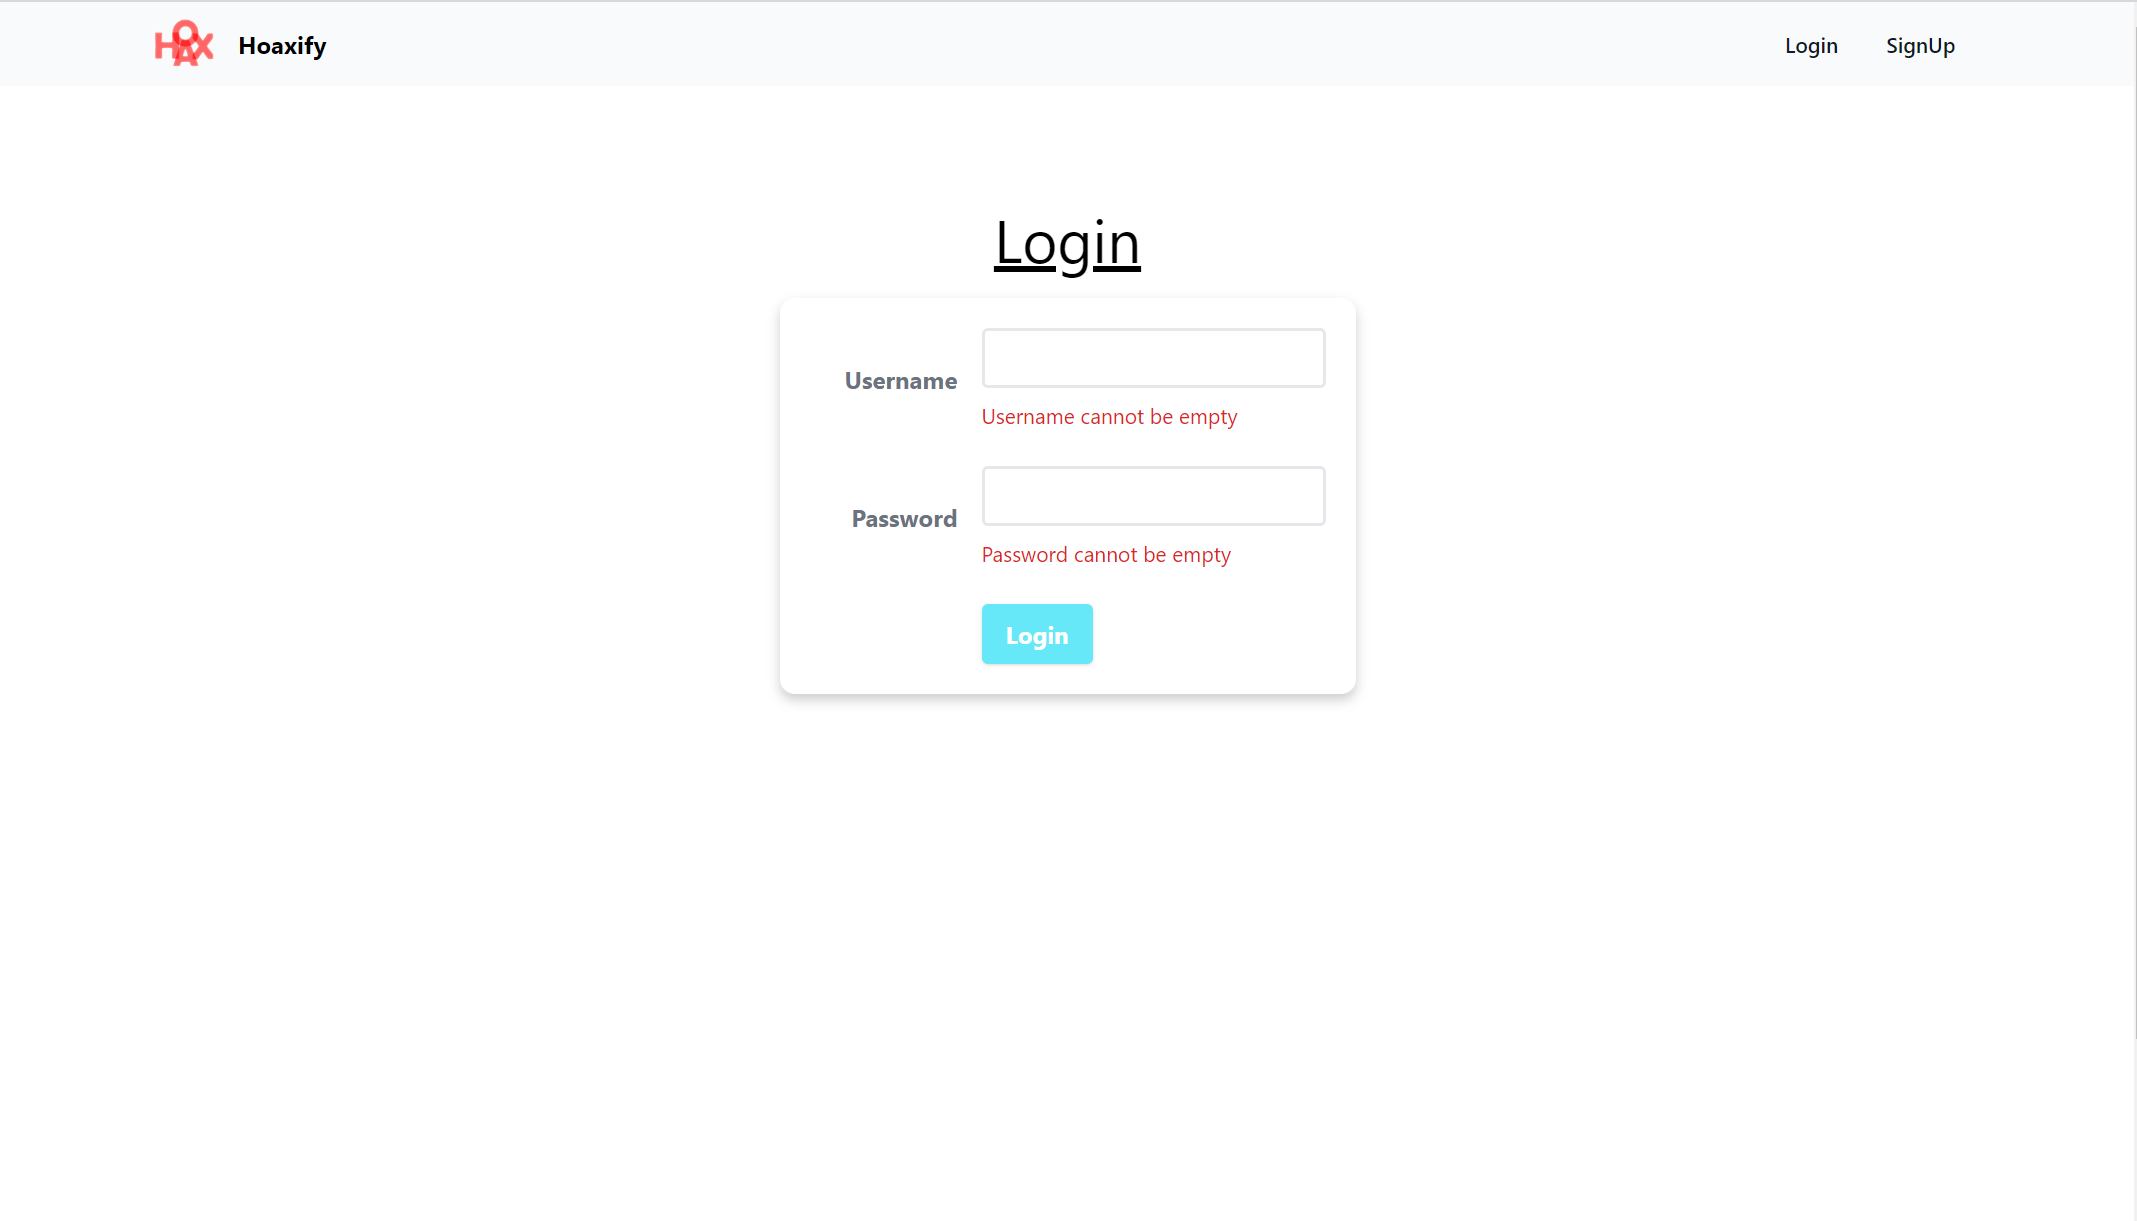 HOAX Hoaxify Login SignUp
Login
Username
Username cannot be empty
Password
Password cannot be empty
Login